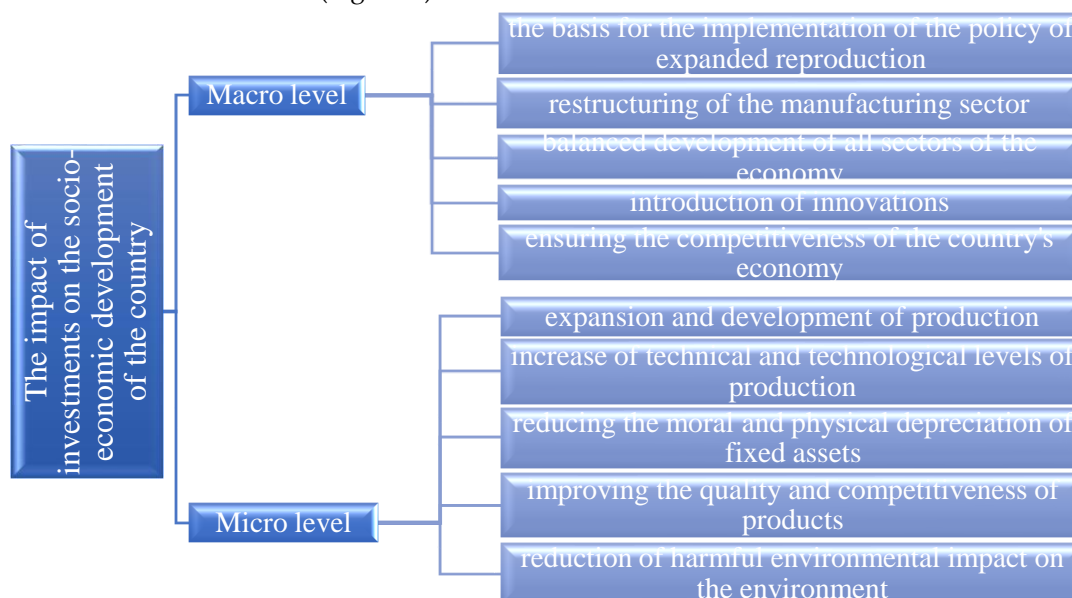 The impact of
investments on the socio-
economic development
of the country
Macro level
the basis for the implementation of the policy of
expanded reproduction
restructuring of the manufacturing sector
balanced development of all sectors of the
economy
introduction of innovations
ensuring the competitiveness of the country's
economy
Micro level
expansion and development of production
increase of technical and technological levels of
production
reducing the moral and physical depreciation of
fixed assets
improving the quality and competitiveness of
products
reduction of harmful environmental impact on
the environment